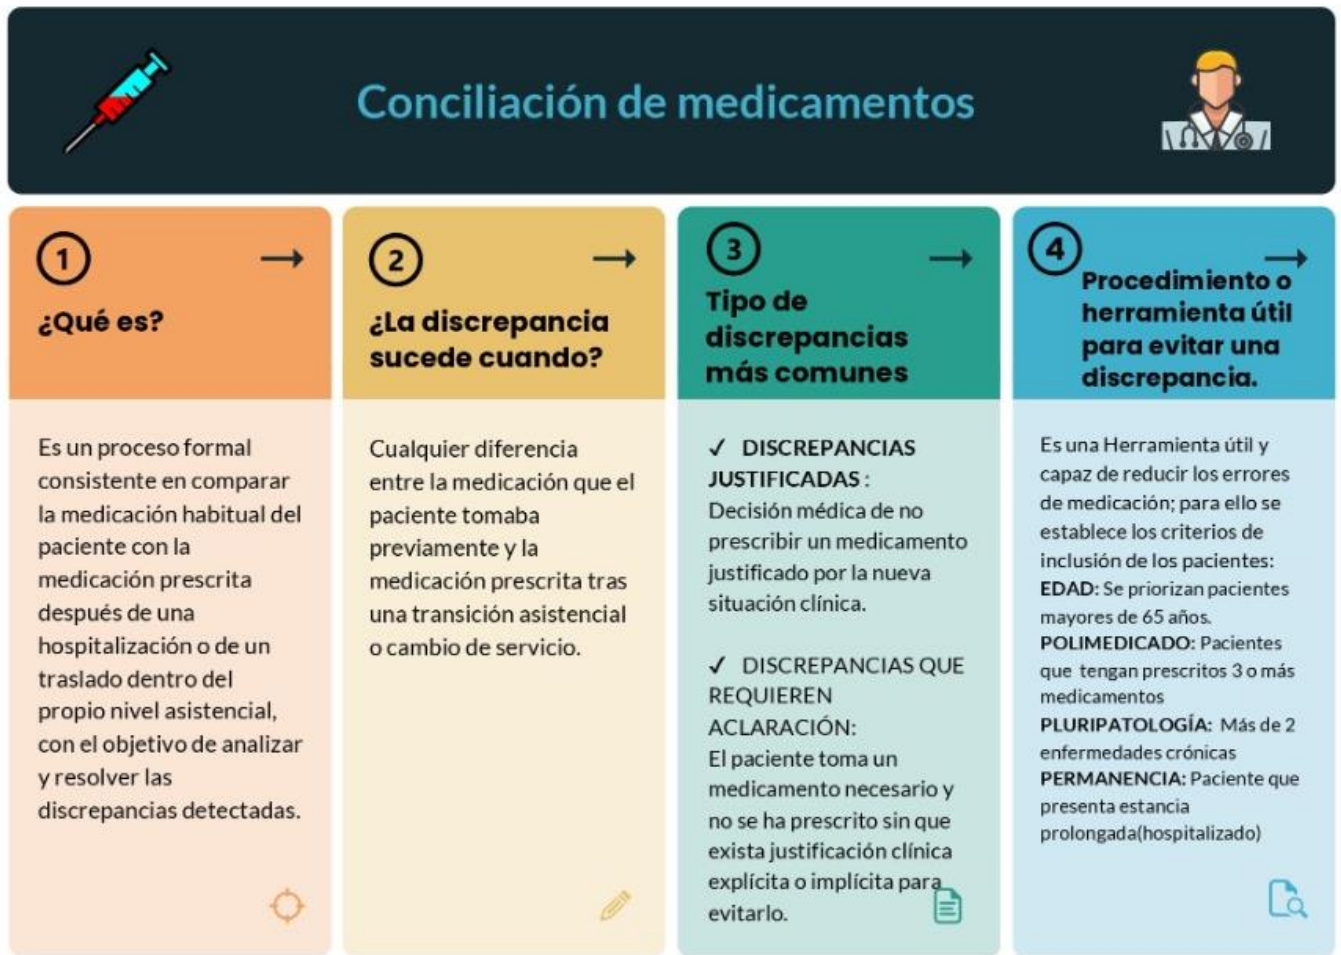 Conciliación de medicamentos
1
¿Qué es?
Es un proceso formal
consistente en comparar
la medicación habitual del
paciente con la
medicación prescrita
después de una
hospitalización o de un
traslado dentro del
propio nivel asistencial,
con el objetivo de analizar
y resolver las
discrepancias detectadas.
2
¿La discrepancia
sucede cuando?
Cualquier diferencia
entre la medicación que el
paciente tomaba
previamente y la
medicación prescrita tras
una transición asistencial
o cambio de servicio.
3
Tipo de
discrepancias
más comunes
✓ DISCREPANCIAS
JUSTIFICADAS :
Decisión médica de no
prescribir un medicamento
justificado por la nueva
situación clínica.
✓ DISCREPANCIAS QUE
REQUIEREN
ACLARACIÓN:
El paciente toma un
medicamento necesario y
no se ha prescrito sin que
exista justificación clínica
explícita o implícita para
evitarlo.
4
Procedimiento o
herramienta útil
para evitar una
discrepancia.
Es una Herramienta útil y
capaz de reducir los errores
de medicación; para ello se
establece los criterios de
inclusión de los pacientes:
EDAD: Se priorizan pacientes
mayores de 65 años.
POLIMEDICADO: Pacientes
que tengan prescritos 3 o más
medicamentos
PLURIPATOLOGÍA: Más de 2
enfermedades crónicas
PERMANENCIA: Paciente que
presenta estancia
prolongada(hospitalizado)